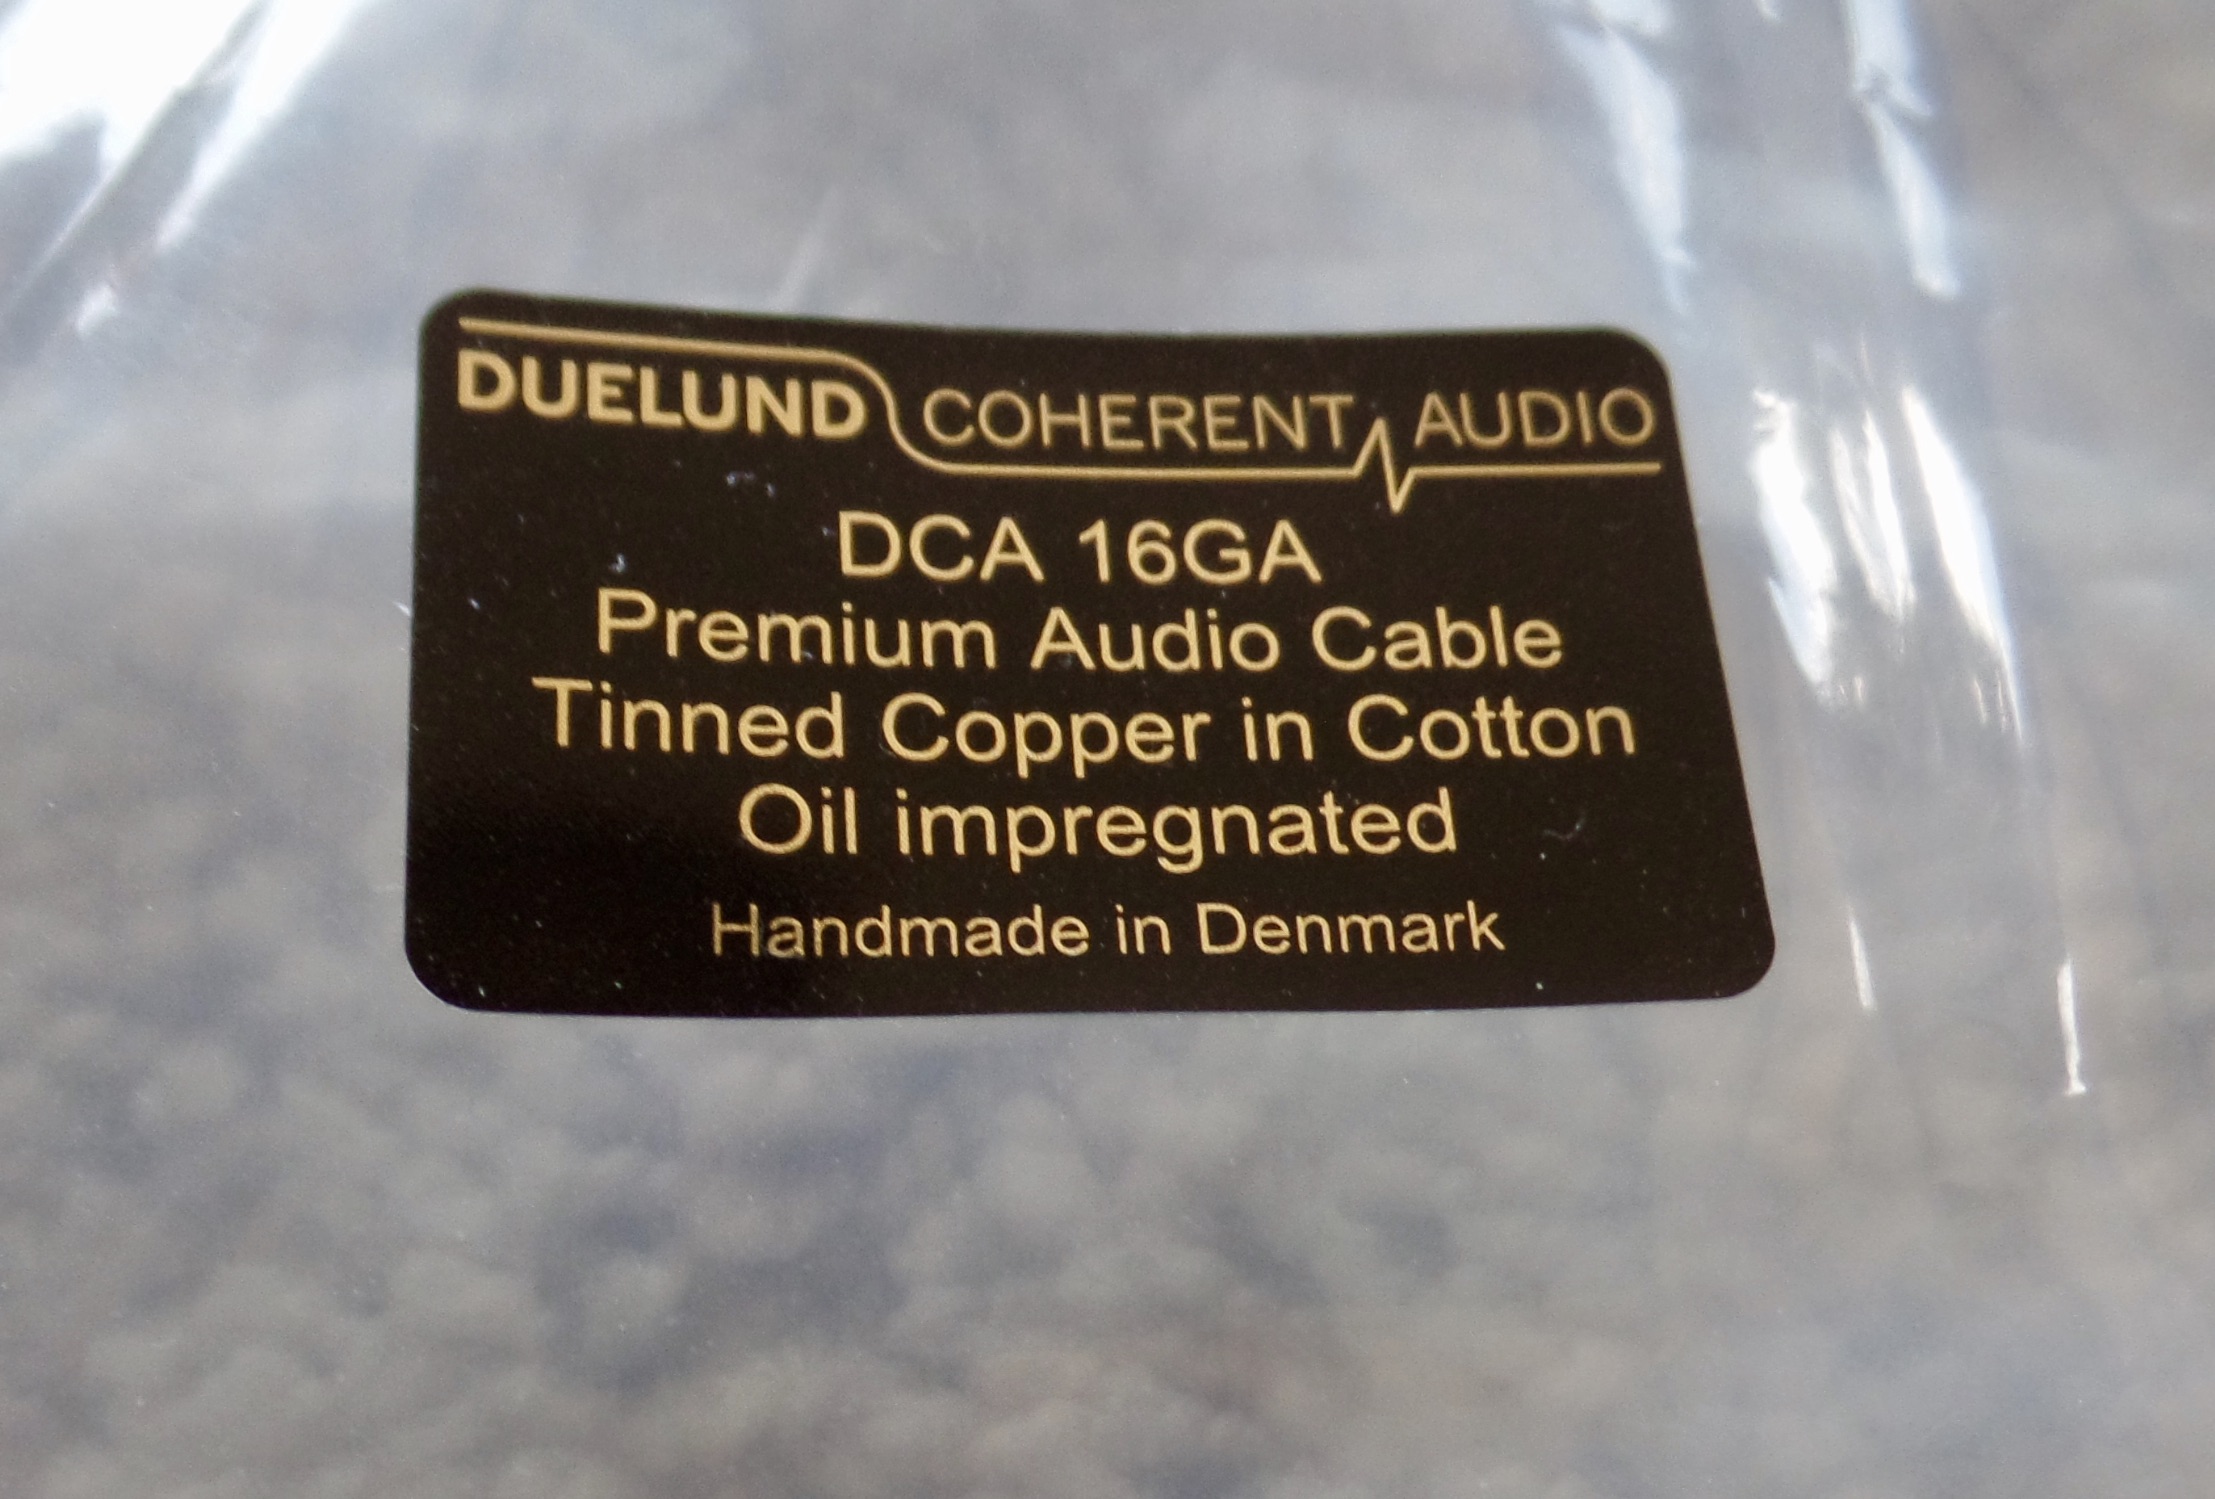 DUELUND COHERENT AUDIO
DCA 16GA
Premium Audio Cable
Tinned Copper in Cotton
Oil impregnated
Handmade in Denmark